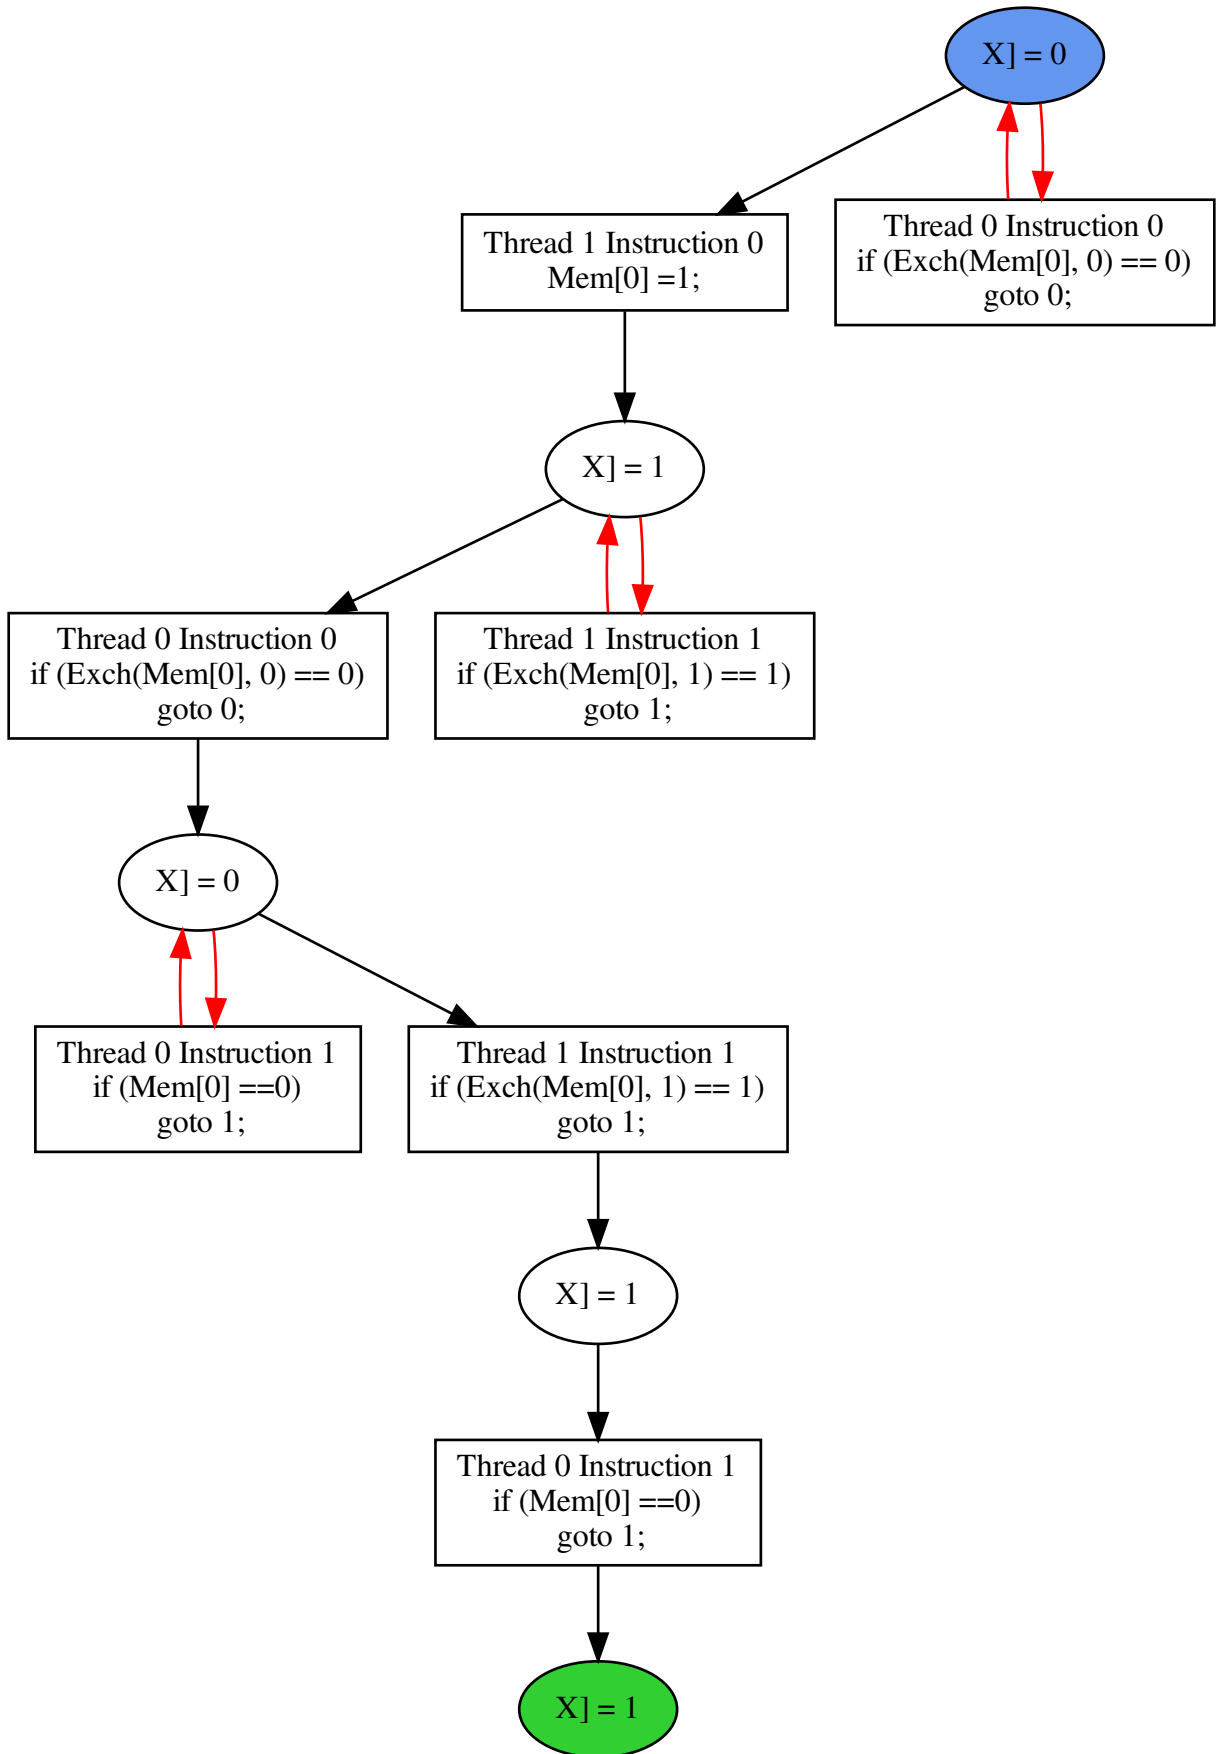 X] = 0
Thread 1 Instruction 0
Mem[0] =1;
Thread 0 Instruction 0
if (Exch(Mem[0], 0) == 0)
goto 0;
X] = 1
Thread 0 Instruction 0
if (Exch(Mem[0], 0) == 0)
goto 0;
Thread 1 Instruction 1
if (Exch(Mem[0], 1) == 1)
goto 1;
X] = 0
Thread 0 Instruction 1
if (Mem[0] ==0)
goto 1;
Thread 1 Instruction 1
if (Exch(Mem[0], 1) == 1)
goto 1;
X] = 1
Thread 0 Instruction 1
if (Mem[0] ==0)
goto 1;
X] = 1